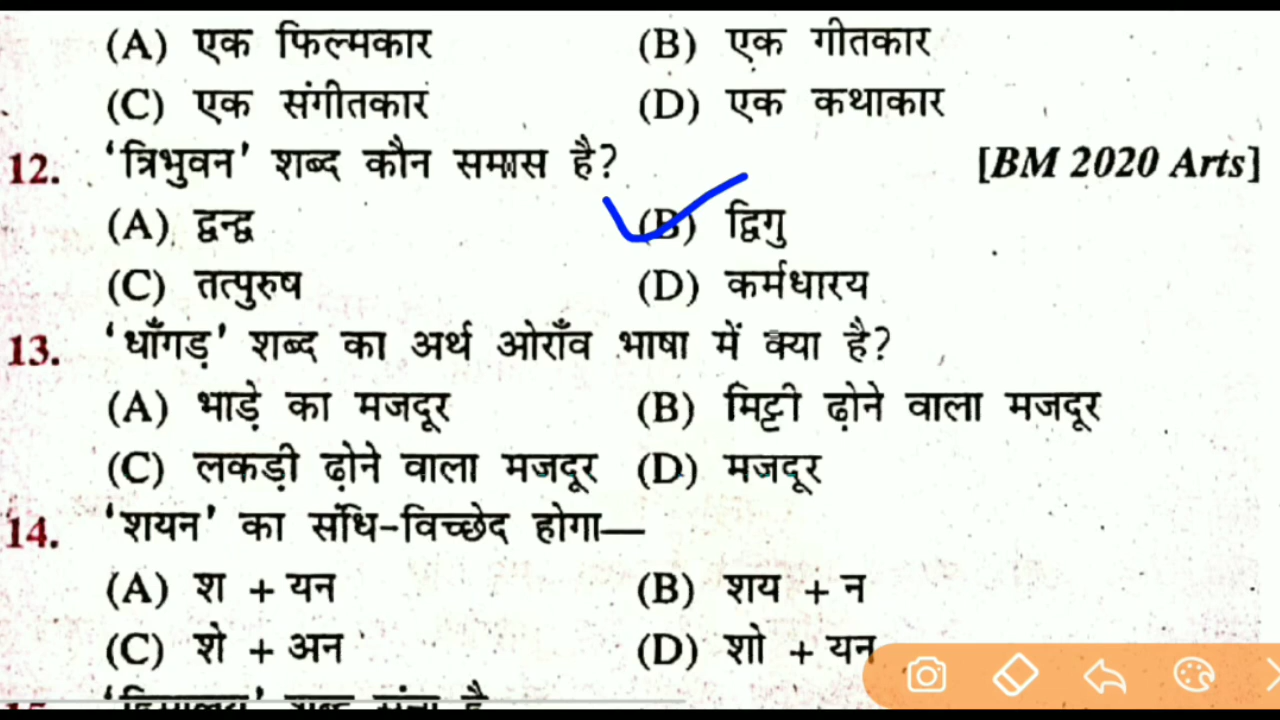 (A) एक फिल्मकार (B) एक गीतकार
(C) एक संगीतकार (D) एक कथाकार
12. ‘त्रिभुवन’ शब्द कौन समास है? [BM 2020 Arts]
(A) द्वन्द्व (B) द्विगु
(C) तत्पुरुष (D) कर्मधारय
13. ‘धाँगड़’ शब्द का अर्थ ओराँव भाषा में क्या है?
(A) भाड़े का मजदूर (B) मिट्टी ढ़ोने वाला मजदूर
(C) लकड़ी ढ़ोने वाला मजदूर (D) मजदूर
14. ‘शयन’ का संधि-विच्छेद होगा—
(A) श + यन (B) शय + न
(C) शे + अन (D) शो + यन